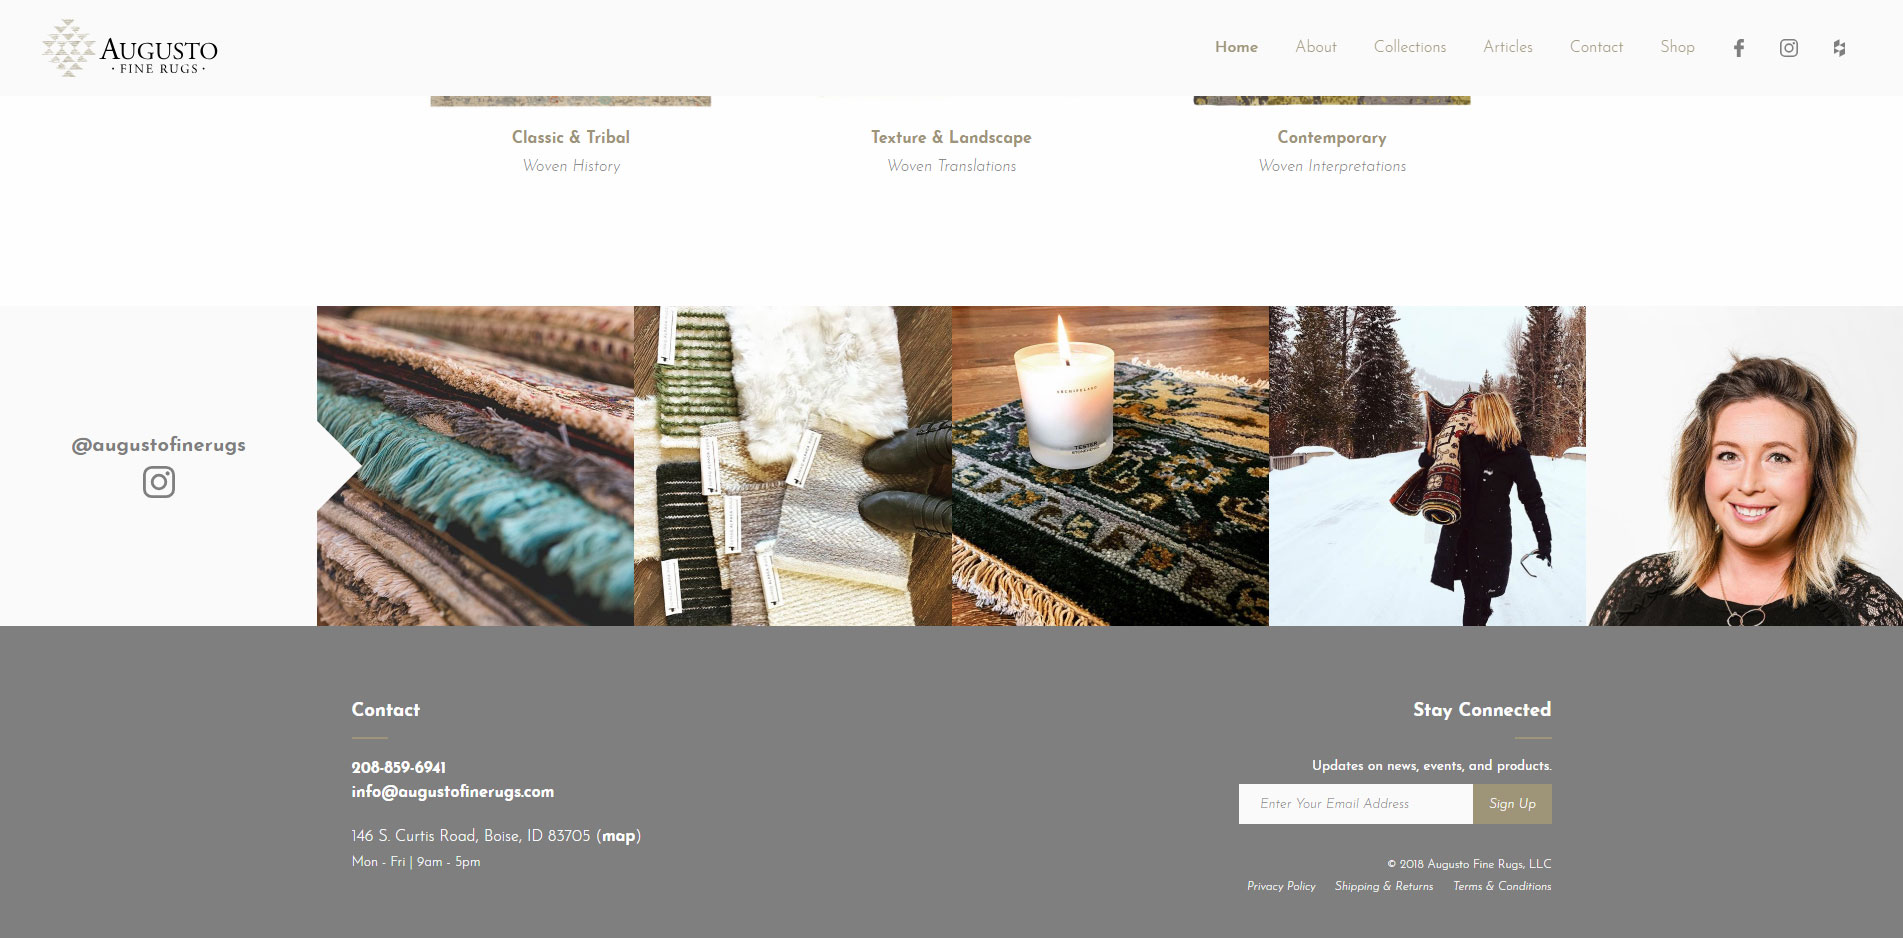 AUGUSTO
· FINE RUGS ·
Home About Collections Articles Contact Shop
Classic & Tribal
Woven History
Texture & Landscape
Woven Translations
Contemporary
Woven Interpretations
@augustofinerugs
ARCHIPELAGO
TESTER
Contact
208-859-6941
info@augustofinerugs.com
146 S. Curtis Road, Boise, ID 83705 (map)
Mon - Fri | 9am - 5pm
Stay Connected
Updates on news, events, and products.
Enter Your Email Address Sign Up
© 2018 Augusto Fine Rugs, LLC
Privacy Policy Shipping & Returns Terms & Conditions